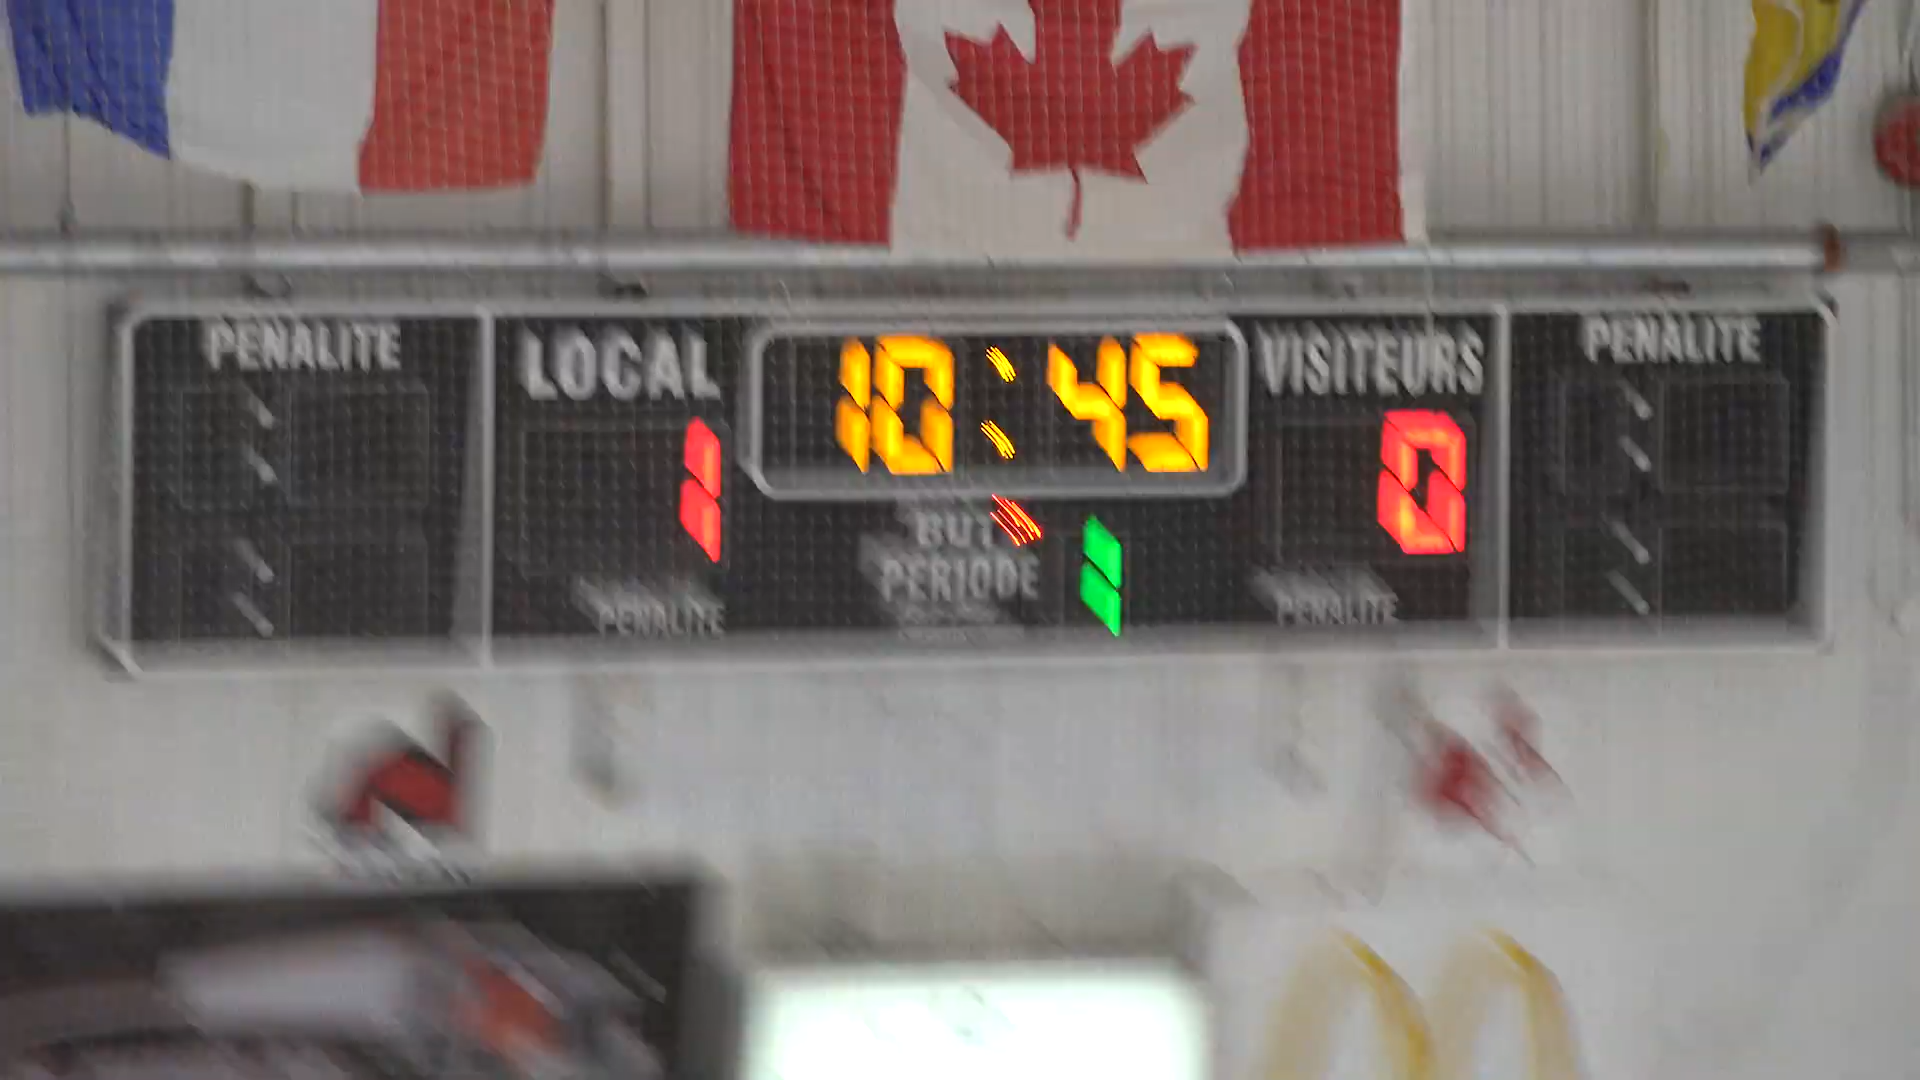 PENALITE
LOCAL
10:45
VISITEURS
PENALITE
1
0
BUT
PERIODE
1
PENALITE
PENALITE